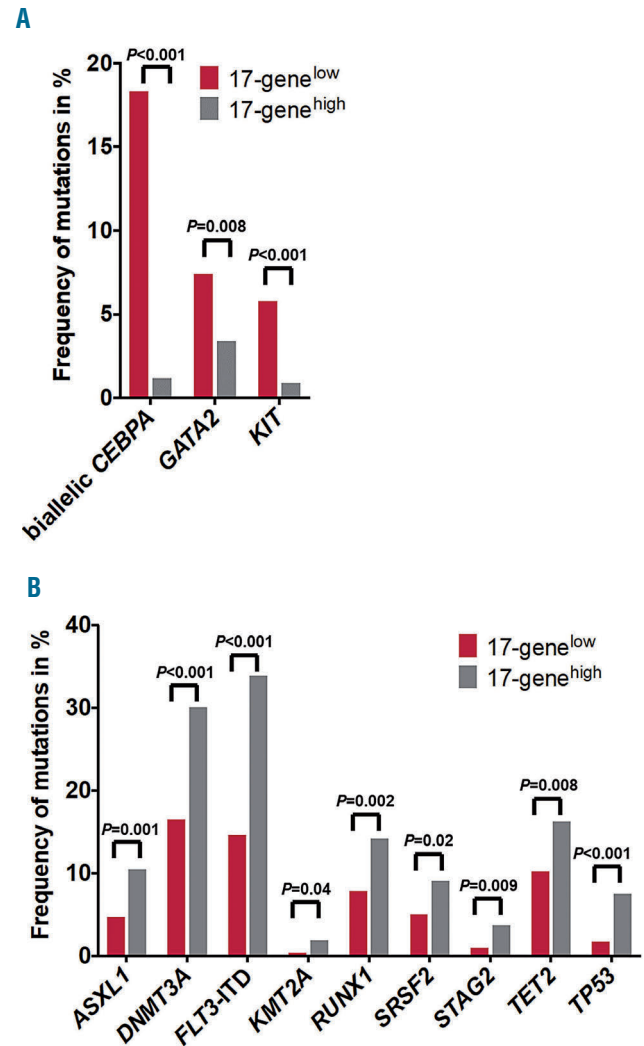 A
P<0.001
20
17-gene^low
17-gene^high
15
P=0.008
10
P<0.001
5
0
Frequency of mutations in %
biallelic CEBPA
GATA2
KIT
B
40
P<0.001
17-gene^low
P<0.001
17-gene^high
30
20
P=0.008
P=0.002
P=0.001
P=0.02
P<0.001
10
P=0.04
P=0.009
0
Frequency of mutations in %
ASXL1
DNMT3A
FLT3-ITD
KMT2A
RUNX1
SRSF2
STAG2
TET2
TP53